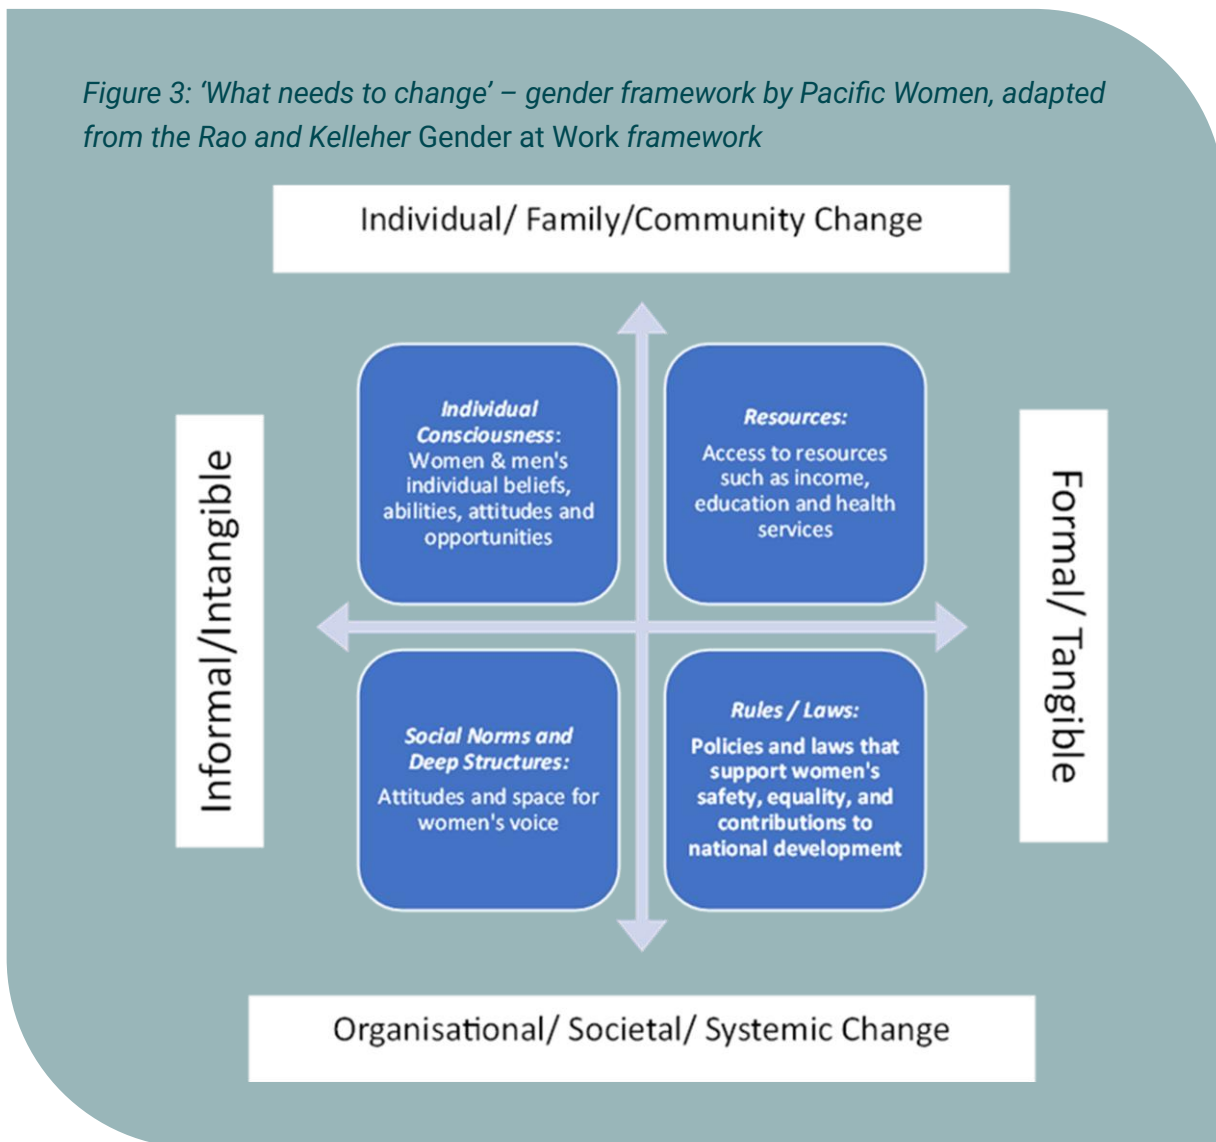 Figure 3: ‘What needs to change’ – gender framework by Pacific Women, adapted
from the Rao and Kelleher Gender at Work framework
Individual/ Family/Community Change
Informal/Intangible
Individual
Consciousness:
Women & men's
individual beliefs,
abilities, attitudes and
opportunities
Resources:
Access to resources
such as income,
education and health
services
Formal/ Tangible
Social Norms and
Deep Structures:
Attitudes and space for
women's voice
Rules / Laws:
Policies and laws that
support women's
safety, equality, and
contributions to
national development
Organisational/ Societal/ Systemic Change